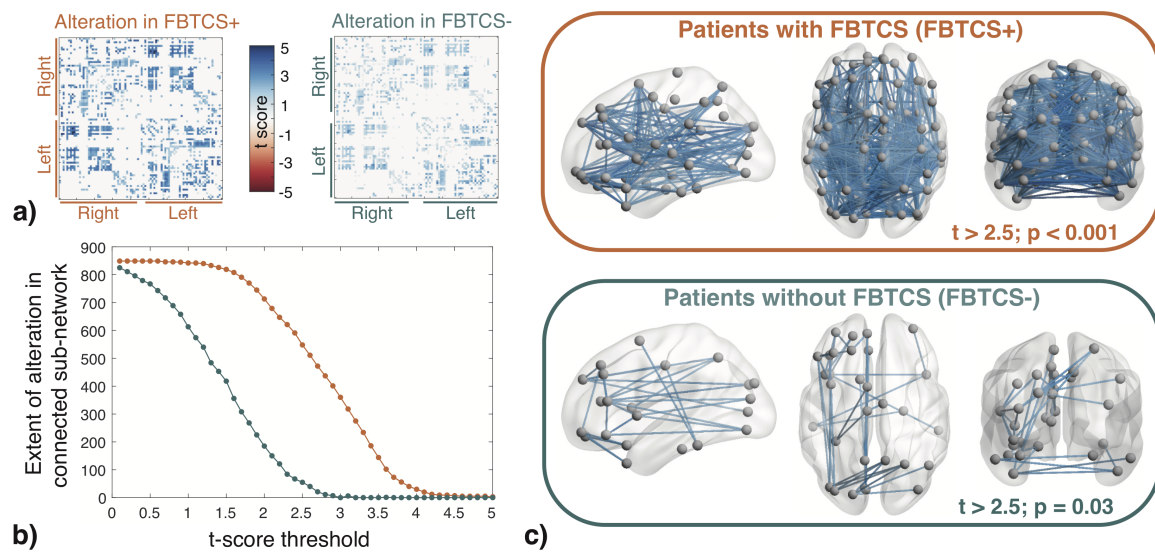 Alteration in FBTCS+
Alteration in FBTCS-
Right
Left
Right
Left
5
3
1
-1
-3
-5
t score
Right
Left
Right
Left
a)
900
800
700
600
500
400
300
200
100
0
Extent of alteration in
connected sub-network
0
0.5
1
1.5
2
2.5
3
3.5
4
4.5
5
t-score threshold
b)
Patients with FBTCS (FBTCS+)
t > 2.5; p < 0.001
Patients without FBTCS (FBTCS-)
t > 2.5; p = 0.03
c)